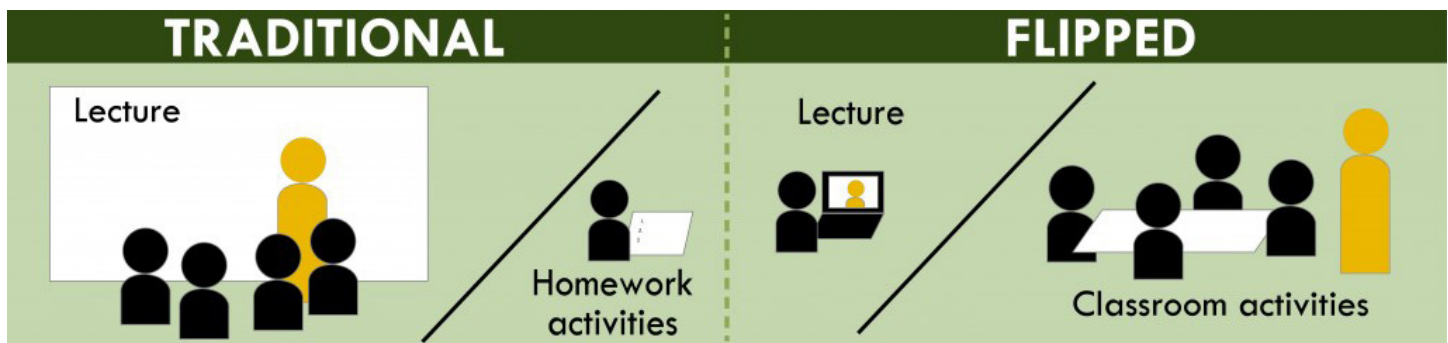 TRADITIONAL
Lecture
Homework
activities
FLIPPED
Lecture
Classroom activities